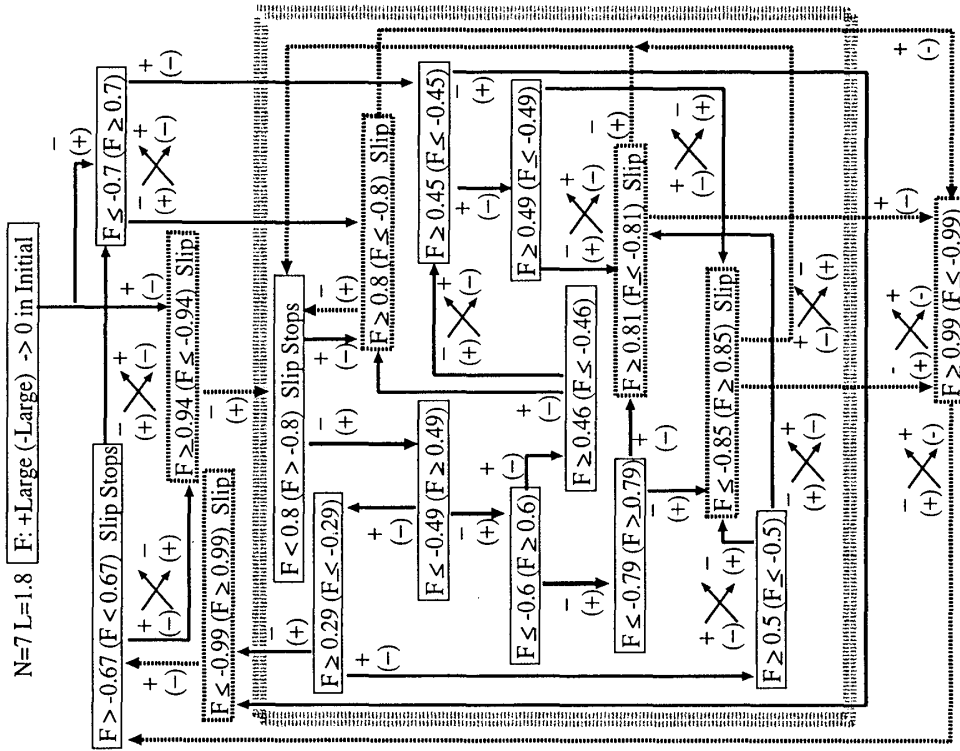 N=7 L=1.8
F: +Large (-Large) -> 0 in Initial
− (+)
+ (−)
F > -0.67 (F < 0.67) Slip Stops
F ≤ -0.7 (F ≥ 0.7)
+ (−)
− (+)
+ (−)
− (+)
+ (−)
F ≥ 0.94 (F ≤ -0.94) Slip
+ (−)
− (+)
+ (−)
F ≤ -0.99 (F ≥ 0.99) Slip
− (+)
− (+)
F < 0.8 (F > -0.8) Slip Stops
F ≥ 0.29 (F ≤ -0.29)
− (+)
+ (−)
− (+)
F ≥ 0.8 (F ≤ -0.8) Slip
+ (−)
+ (−)
F ≤ -0.49 (F ≥ 0.49)
− (+)
+ (−)
F ≥ 0.45 (F ≤ -0.45)
− (+)
+ (−)
− (+)
+ (−)
F ≤ -0.6 (F ≥ 0.6)
+ (−)
F ≥ 0.49 (F ≤ -0.49)
F ≥ 0.46 (F ≤ -0.46)
− (+)
− (+)
+ (−)
− (+)
F ≤ -0.79 (F ≥ 0.79)
+ (−)
F ≥ 0.81 (F ≤ -0.81) Slip
− (+)
+ (−)
− (+)
+ (−)
− (+)
F ≤ -0.85 (F ≥ 0.85) Slip
F ≥ 0.5 (F ≤ -0.5)
− (+)
+ (−)
+ (−)
− (+)
- (+)
+ (-)
+ (−)
+ (-)
− (+)
+ (-)
F ≥ 0.99 (F ≤ -0.99)